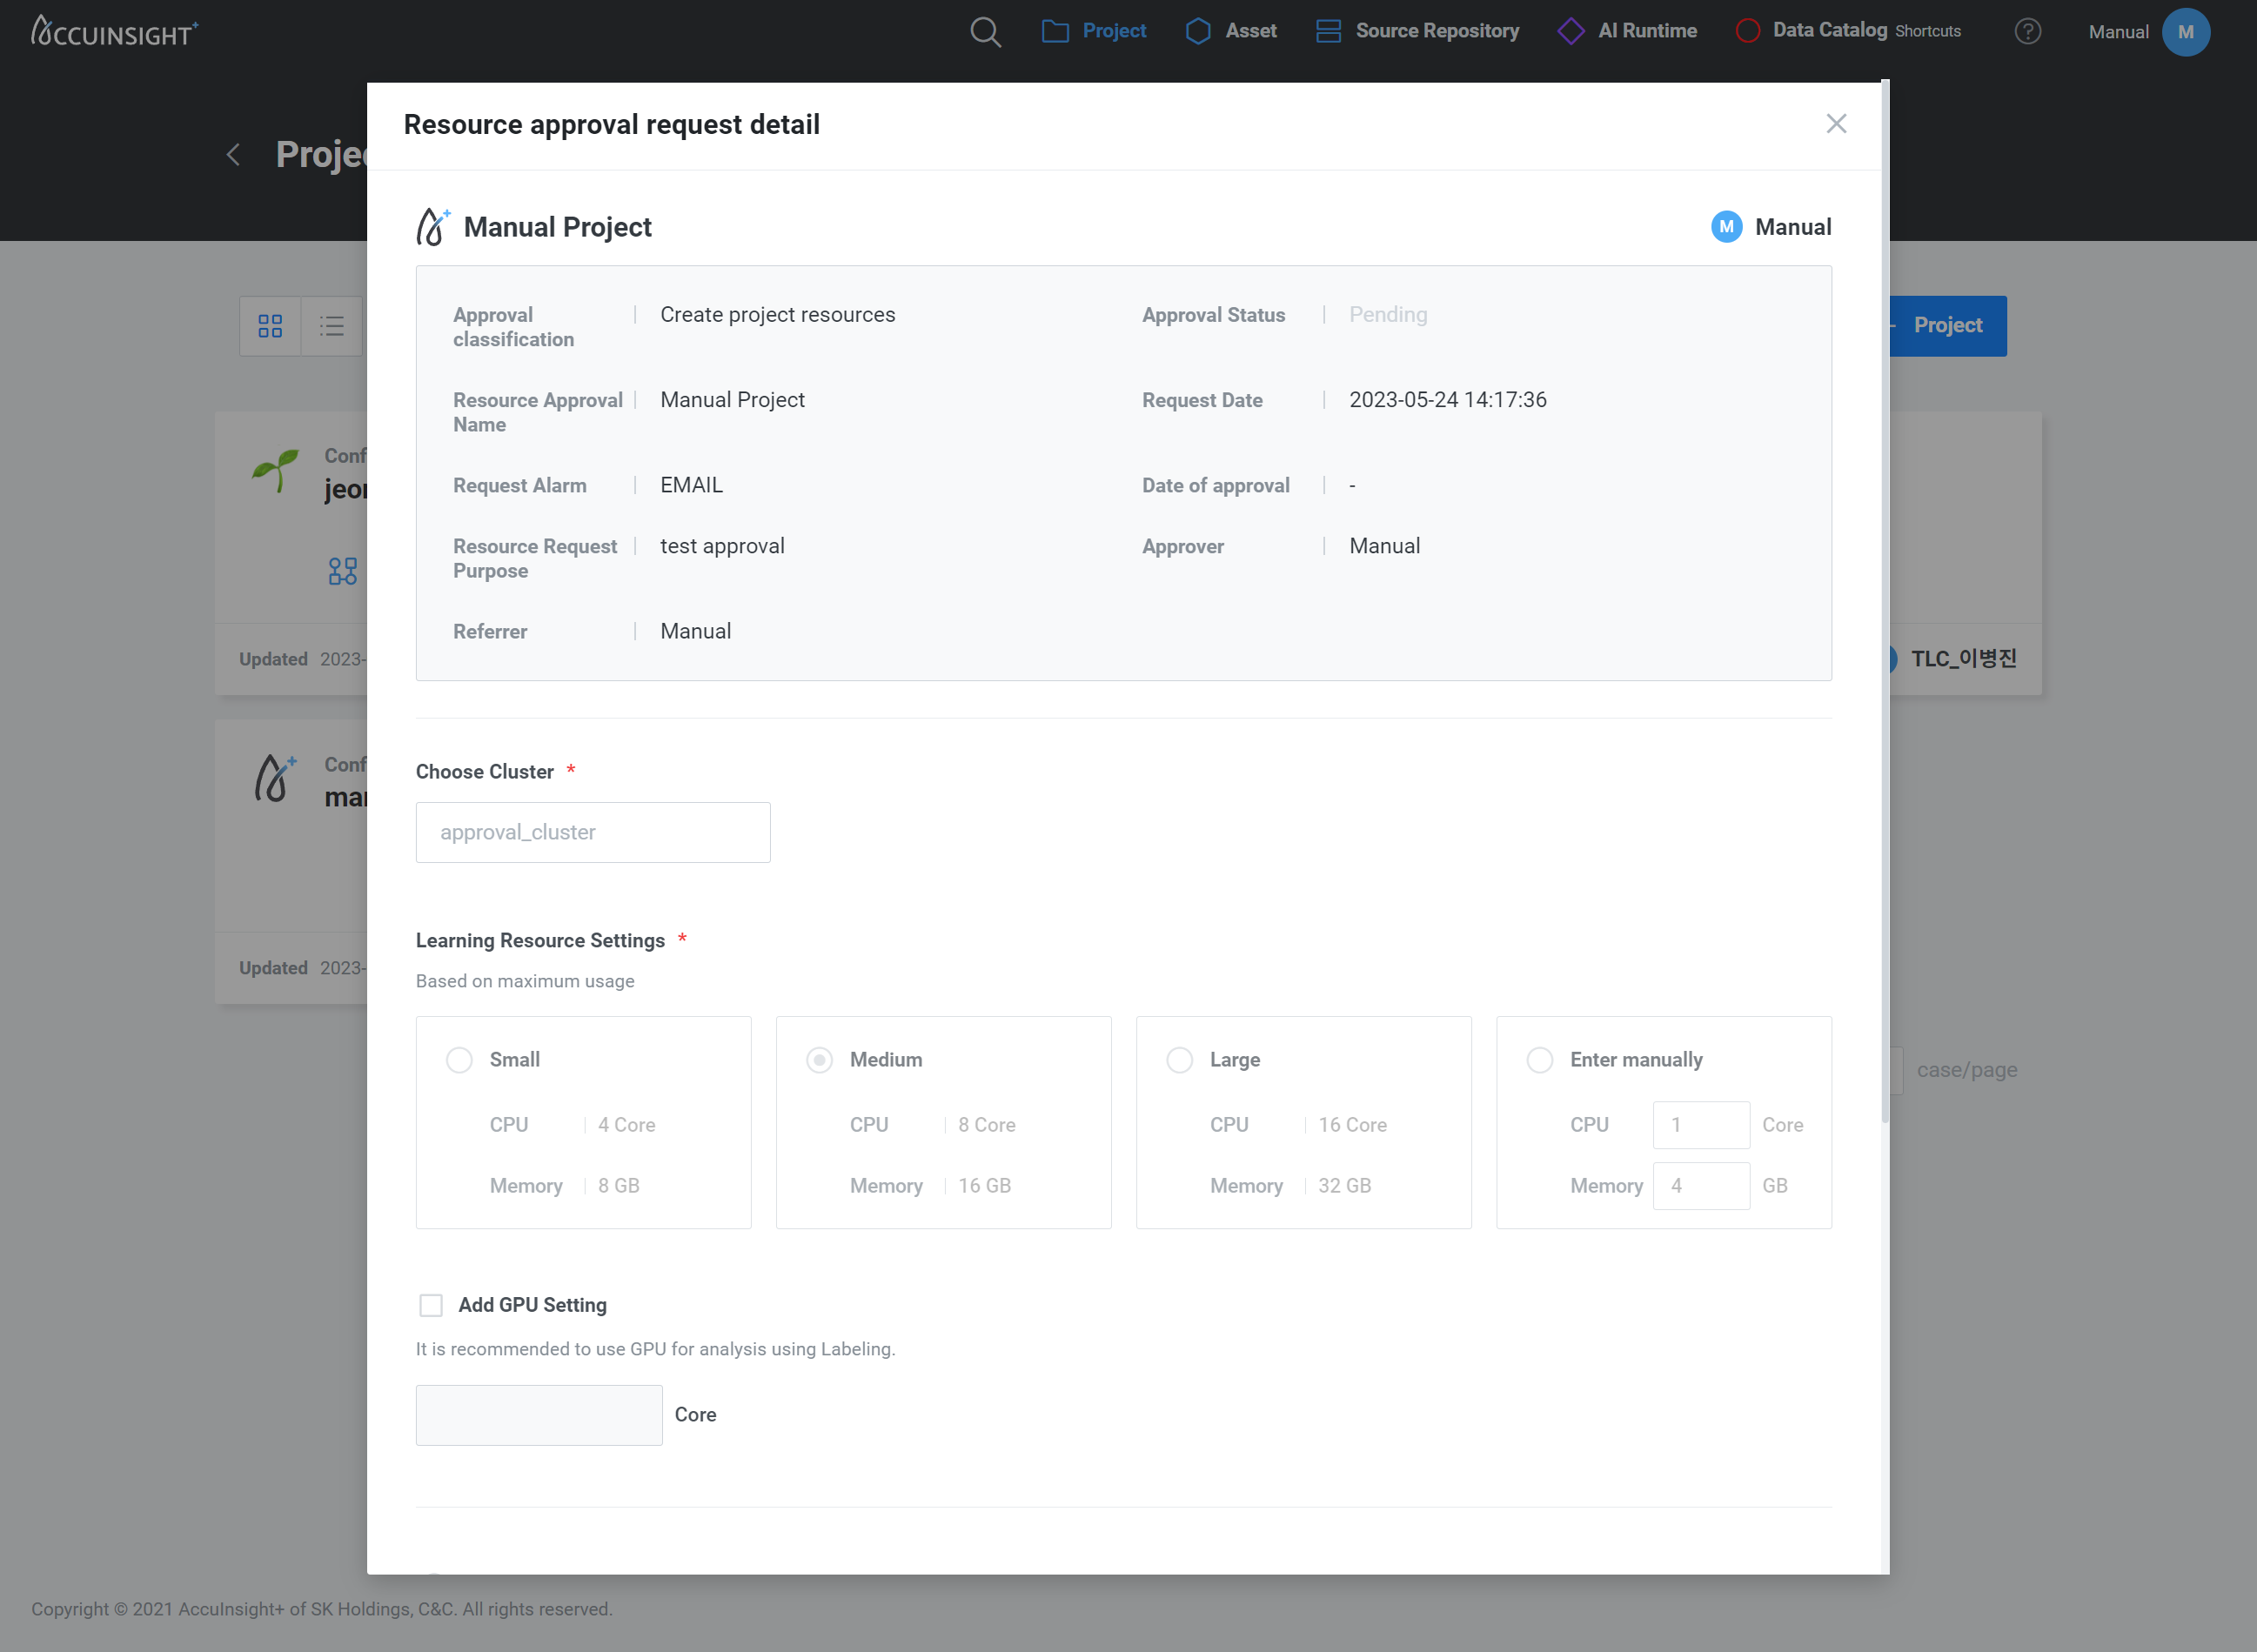 ACCUINSIGHT+
Project
Asset
Source Repository
AI Runtime
Data Catalog Shortcuts
?
Manual
M
Resource approval request detail
Manual Project
M
Manual
Approval classification
Create project resources
Approval Status
Pending
Resource Approval Name
Manual Project
Request Date
2023-05-24 14:17:36
Request Alarm
EMAIL
Date of approval
-
Resource Request Purpose
test approval
Approver
Manual
Referrer
Manual
Project
Updated 2023-
TLC_이병진
Updated 2023-
Choose Cluster *
approval_cluster
Learning Resource Settings *
Based on maximum usage
Small
CPU 4 Core
Memory 8 GB
Medium
CPU 8 Core
Memory 16 GB
Large
CPU 16 Core
Memory 32 GB
Enter manually
CPU 1 Core
Memory 4 GB
case/page
Add GPU Setting
It is recommended to use GPU for analysis using Labeling.
Core
Copyright © 2021 AccuInsight+ of SK Holdings, C&C. All rights reserved.